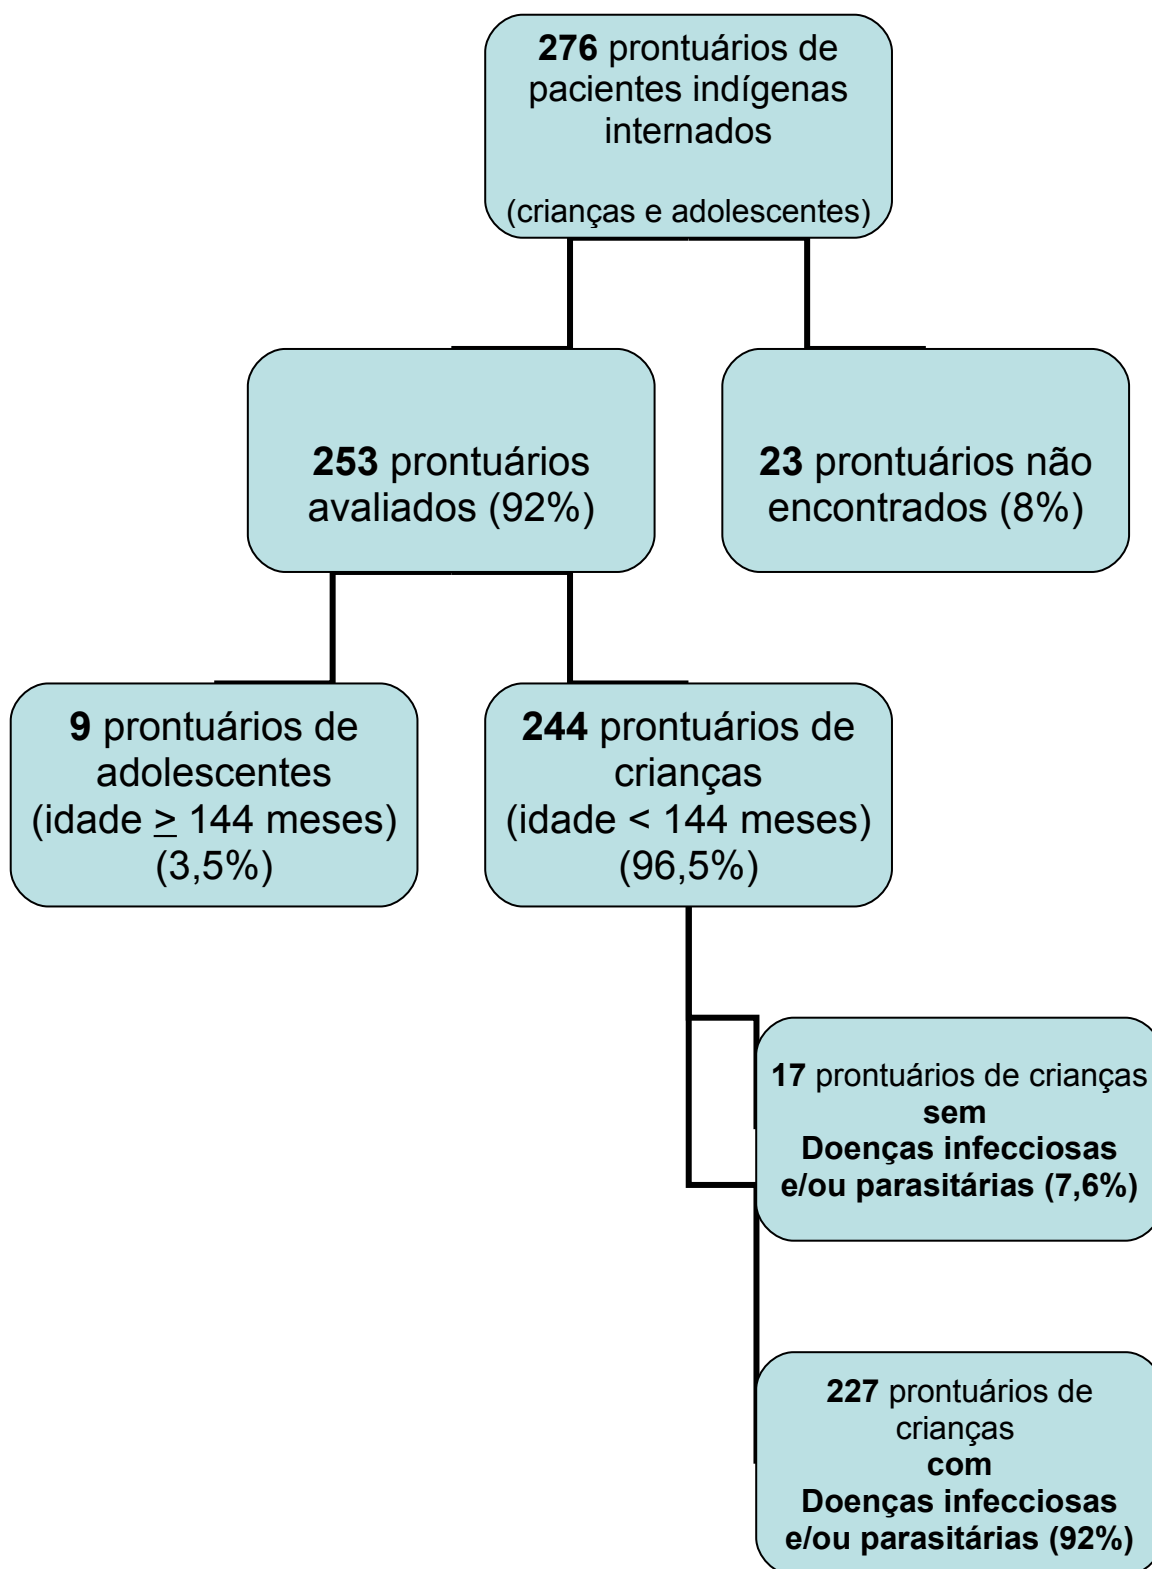 276 prontuários de
pacientes indígenas
internados
(crianças e adolescentes)
253 prontuários
avaliados (92%)
23 prontuários não
encontrados (8%)
9 prontuários de
adolescentes
(idade ≥ 144 meses)
(3,5%)
244 prontuários de
crianças
(idade < 144 meses)
(96,5%)
17 prontuários de crianças
sem
Doenças infecciosas
e/ou parasitárias (7,6%)
227 prontuários de
crianças
com
Doenças infecciosas
e/ou parasitárias (92%)